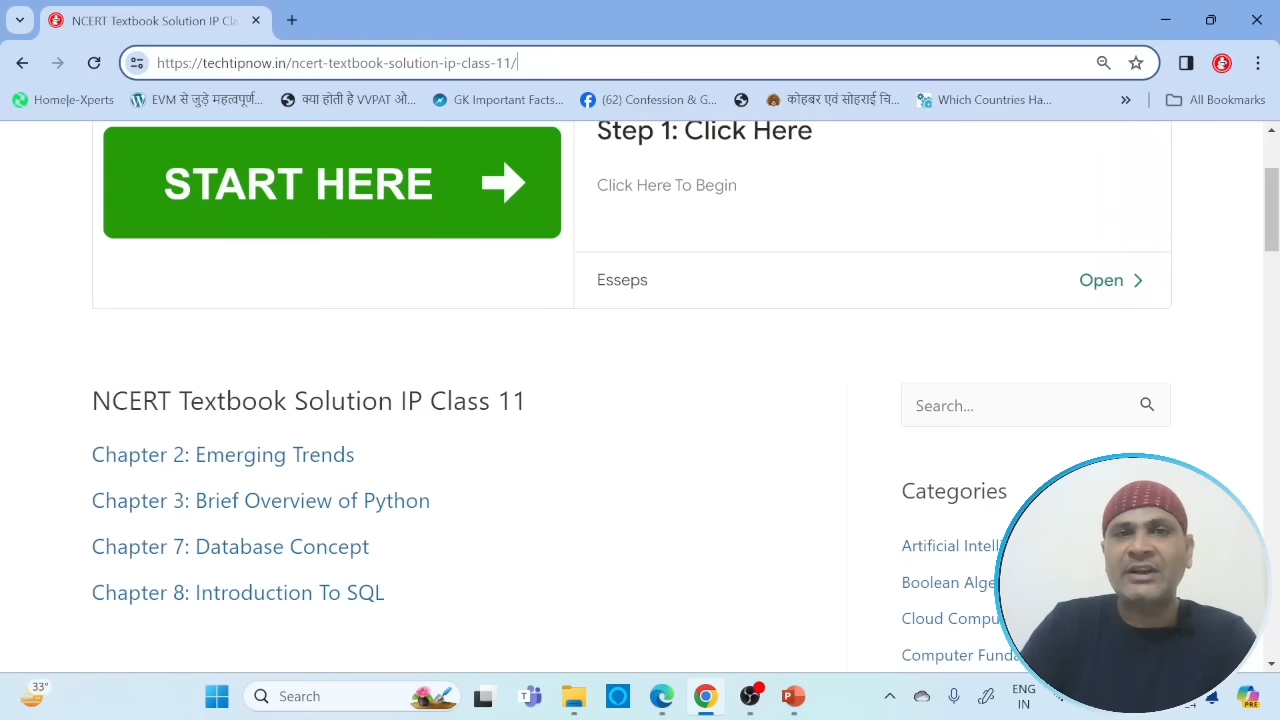 NCERT Textbook Solution IP Cla
https://techtipnow.in/ncert-textbook-solution-ip-class-11/
Home|e-Xperts
EVM से जुड़े महत्वपूर्ण...
क्या होती है VVPAT ओ...
GK Important Facts...
(62) Confession & G...
कोहबर एवं सोहराई चि...
Which Countries Ha...
All Bookmarks
Step 1: Click Here
START HERE
Click Here To Begin
Esseps
Open
NCERT Textbook Solution IP Class 11
Search...
Chapter 2: Emerging Trends
Chapter 3: Brief Overview of Python
Chapter 7: Database Concept
Chapter 8: Introduction To SQL
Categories
Artificial Intelli
Boolean Alge
Cloud Compu
Computer Funda
33°
Search
ENG
IN
PRE